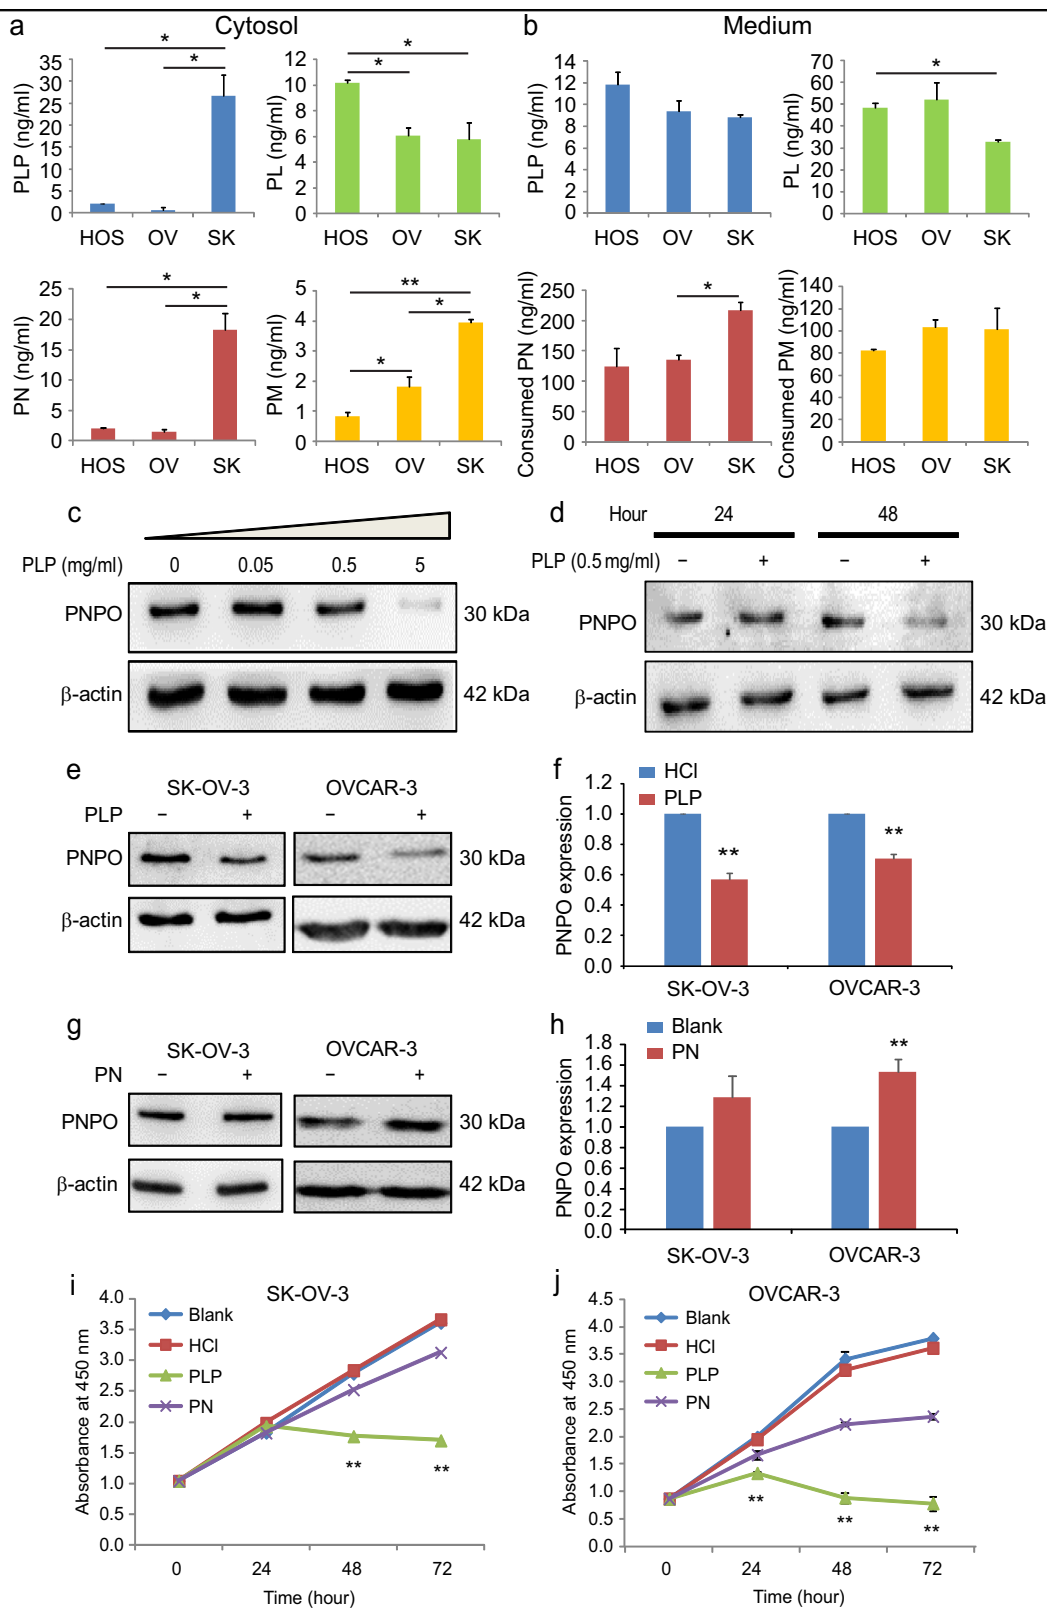 a Cytosol b Medium
PLP (ng/ml)
35
30
25
20
15
10
5
0
* *
HOS OV SK
PL (ng/ml)
12
10
8
6
4
2
0
* *
HOS OV SK
PLP (ng/ml)
14
12
10
8
6
4
2
0
HOS OV SK
PL (ng/ml)
70
60
50
40
30
20
10
0
*
HOS OV SK
PN (ng/ml)
25
20
15
10
5
0
* *
HOS OV SK
PM (ng/ml)
5
4
3
2
1
0
** * *
HOS OV SK
Consumed PN (ng/ml)
250
200
150
100
50
0
*
HOS OV SK
Consumed PM (ng/ml)
140
120
100
80
60
40
20
0
HOS OV SK
c
PLP (mg/ml) 0 0.05 0.5 5
PNPO 30 kDa
β-actin 42 kDa
d Hour 24 48
PLP (0.5 mg/ml) – + – +
PNPO 30 kDa
β-actin 42 kDa
e SK-OV-3 OVCAR-3
PLP – + – +
PNPO 30 kDa
β-actin 42 kDa
f
HCl
PLP
PNPO expression
1.2
1.0
0.8
0.6
0.4
0.2
0.0
** **
SK-OV-3 OVCAR-3
g SK-OV-3 OVCAR-3
PN – + – +
PNPO 30 kDa
β-actin 42 kDa
h
Blank
PN
PNPO expression
1.8
1.6
1.4
1.2
1.0
0.8
0.6
0.4
0.2
0.0
**
SK-OV-3 OVCAR-3
i SK-OV-3
Blank
HCl
PLP
PN
Absorbance at 450 nm
4.0
3.5
3.0
2.5
2.0
1.5
1.0
0.5
0.0
** **
0 24 48 72
Time (hour)
j OVCAR-3
Blank
HCl
PLP
PN
Absorbance at 450 nm
4.5
4.0
3.5
3.0
2.5
2.0
1.5
1.0
0.5
0.0
** ** **
0 24 48 72
Time (hour)